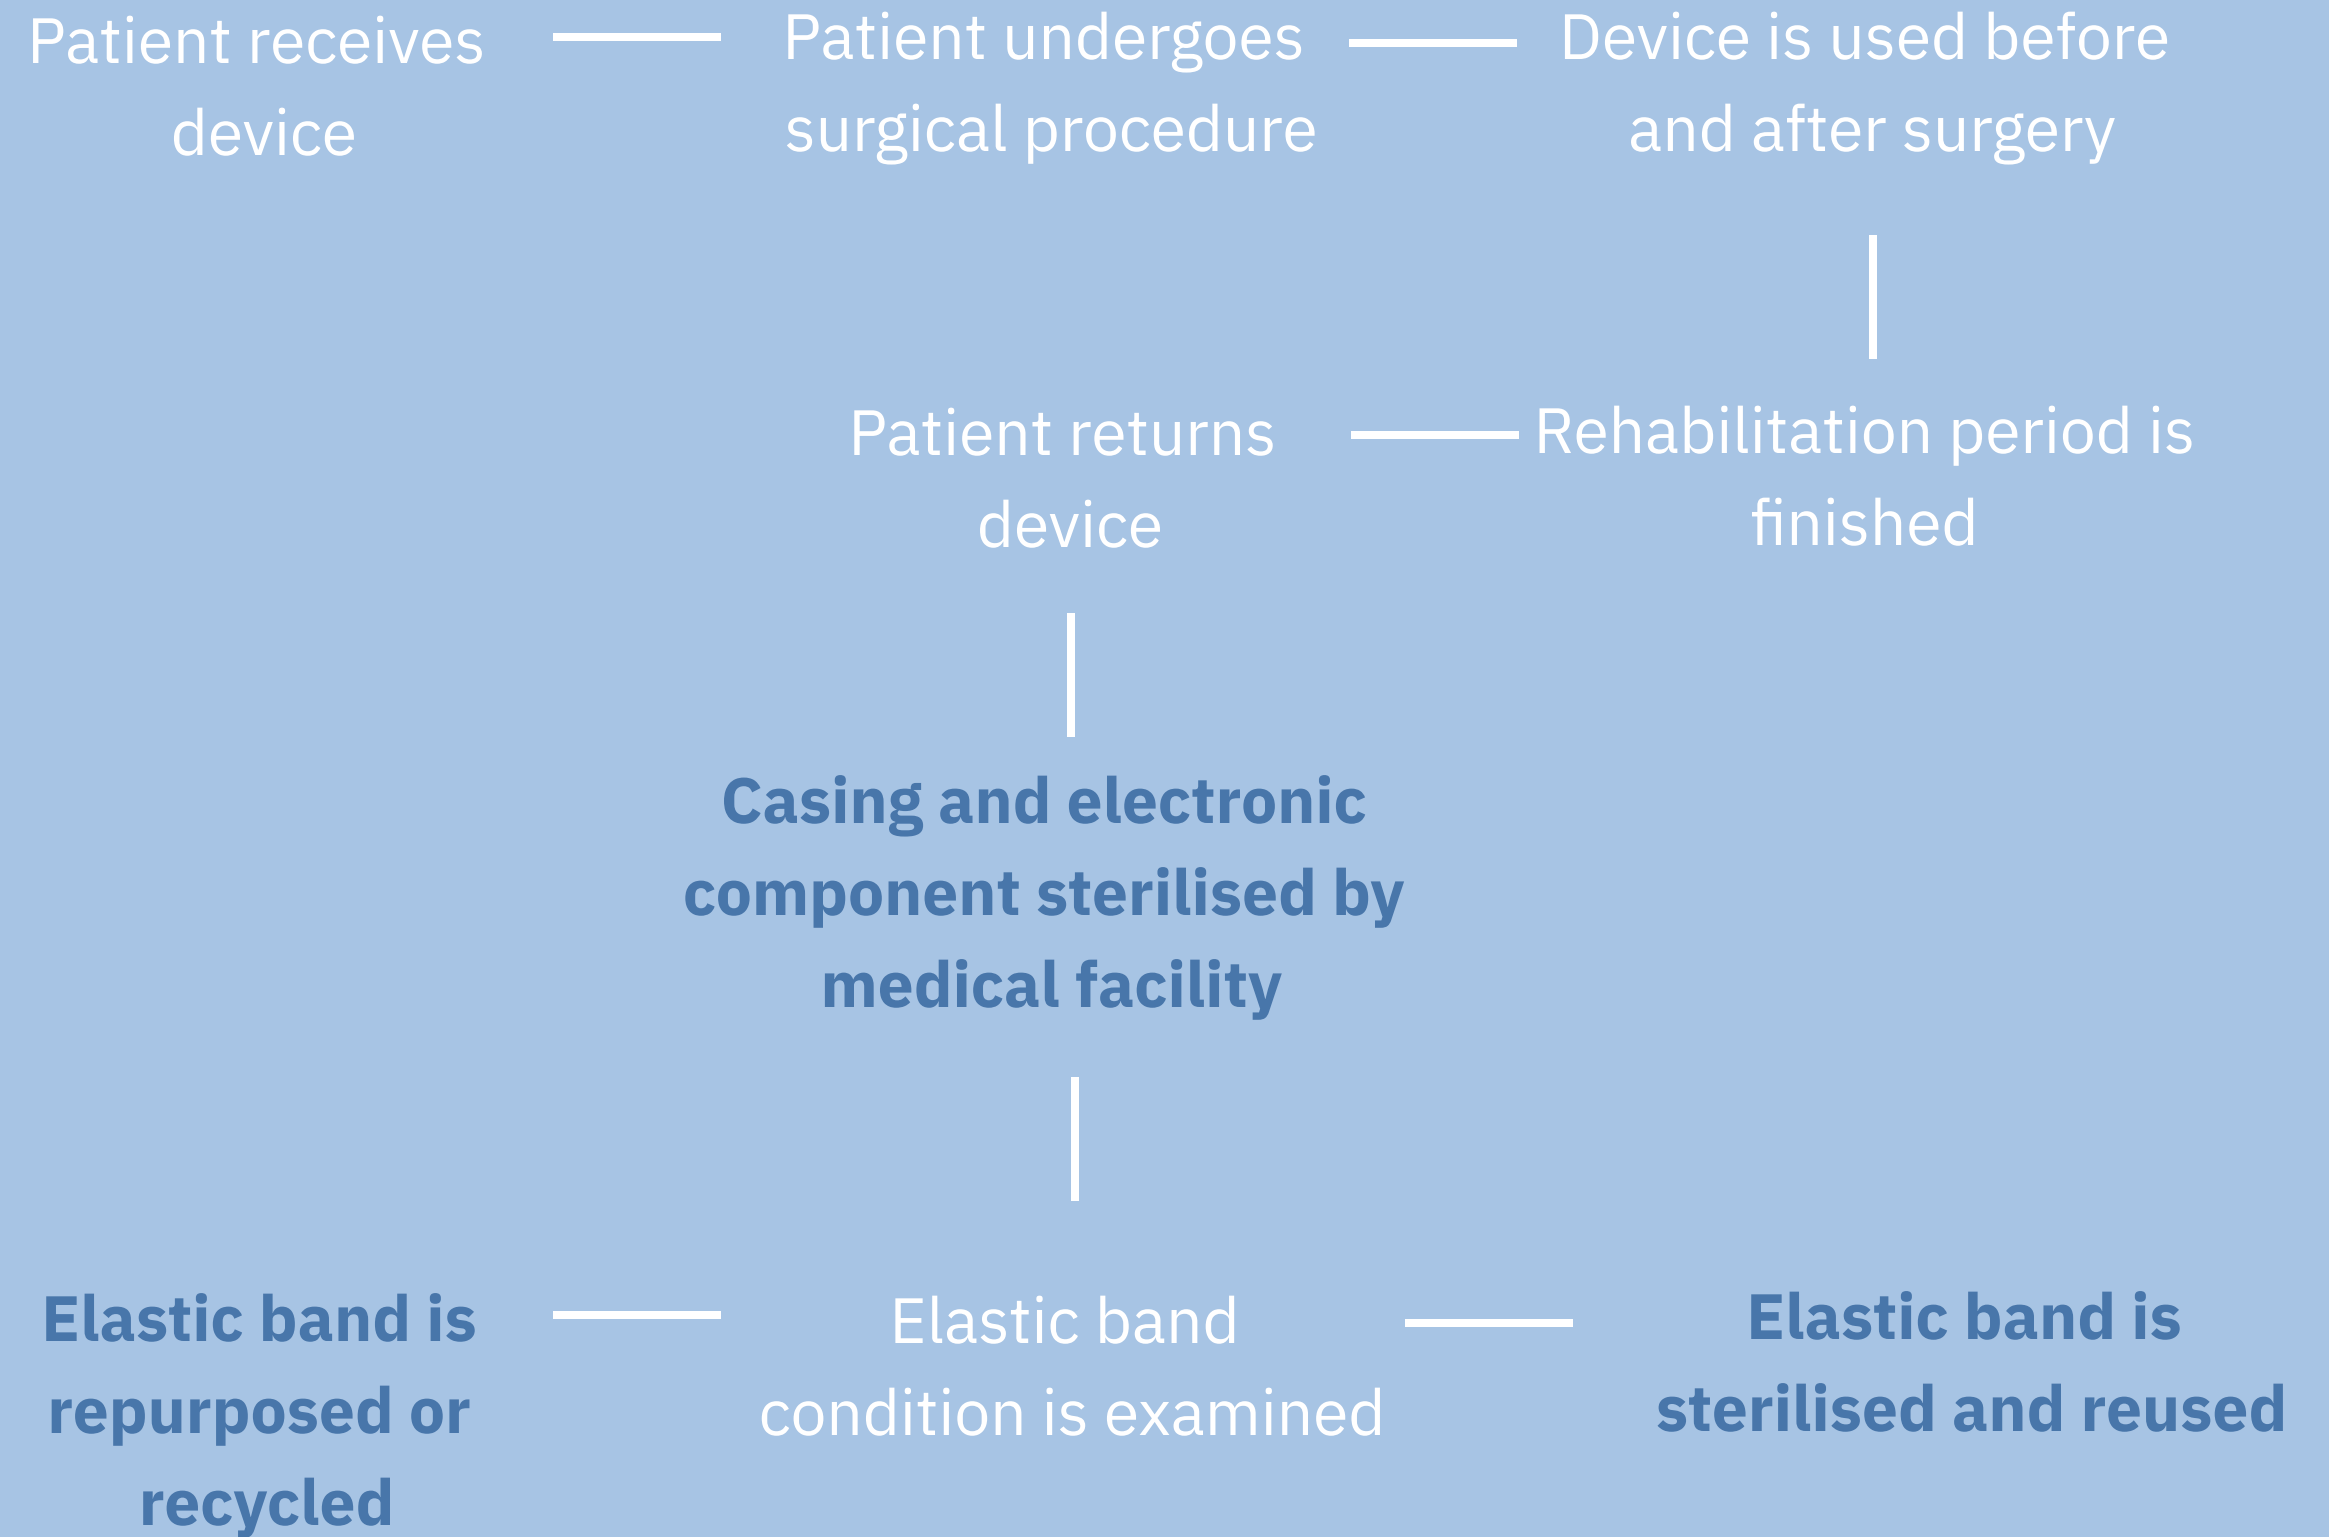 Patient receives
device
Patient undergoes
surgical procedure
Device is used before
and after surgery
Rehabilitation period is
finished
Patient returns
device
Casing and electronic
component sterilised by
medical facility
Elastic band
condition is examined
Elastic band is
repurposed or
recycled
Elastic band is
sterilised and reused